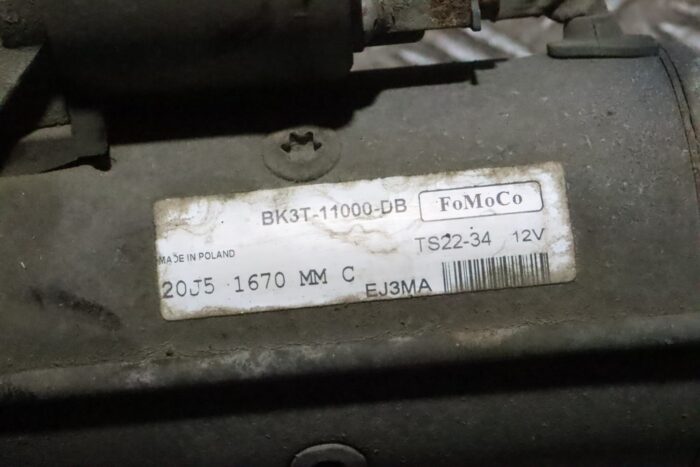 BK3T-11000-DB FoMoCo
TS22-34 12V
MADE IN POLAND
20J5 1670 MM C
EJ3MA